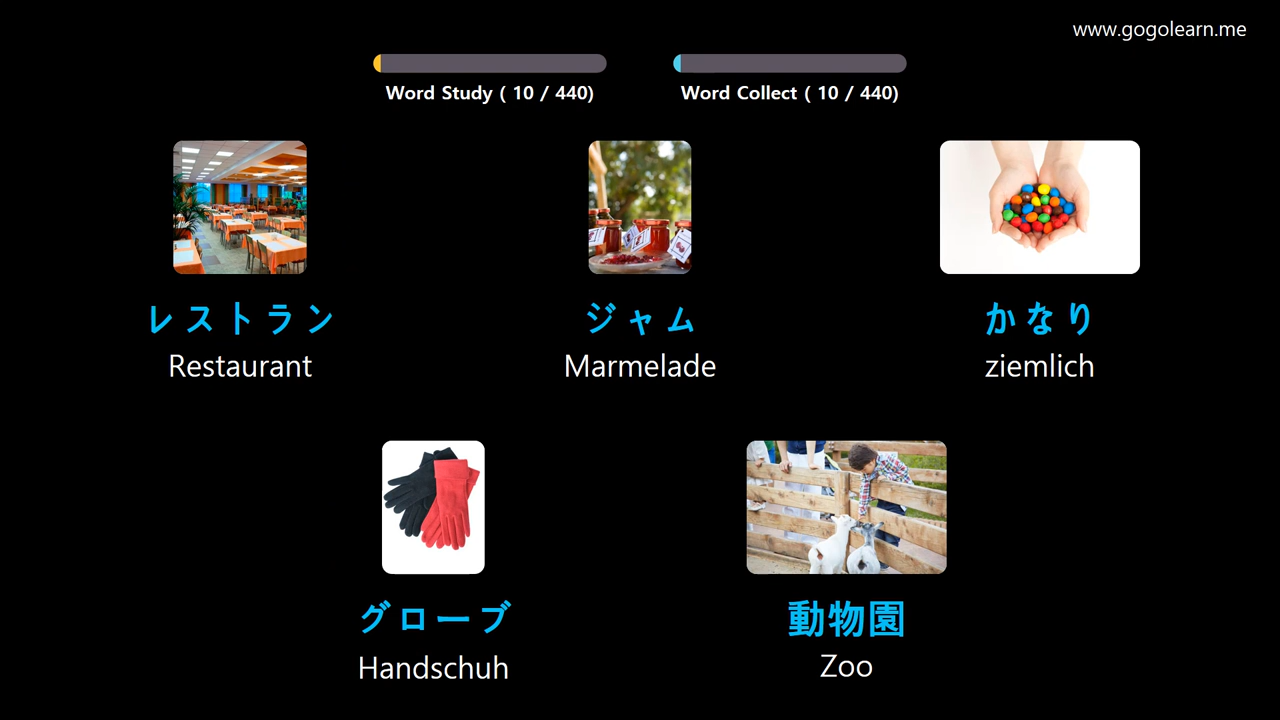 www.gogolearn.me
Word Study ( 10 / 440)
Word Collect ( 10 / 440)
レストラン
Restaurant
ジャム
Marmelade
かなり
ziemlich
グローブ
Handschuh
動物園
Zoo